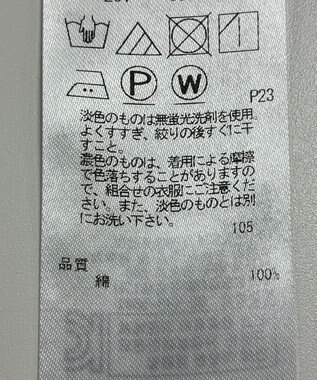 P
W
P23
淡色のものは無蛍光洗剤を使用。
よくすすぎ、絞りの後すぐに干
すこと。
濃色のものは、着用による摩擦
で色落ちすることがありますの
で、組合せの衣服にご注意くだ
さい。また、淡色のものとは別
にお洗い下さい。
105
品質
綿 100%